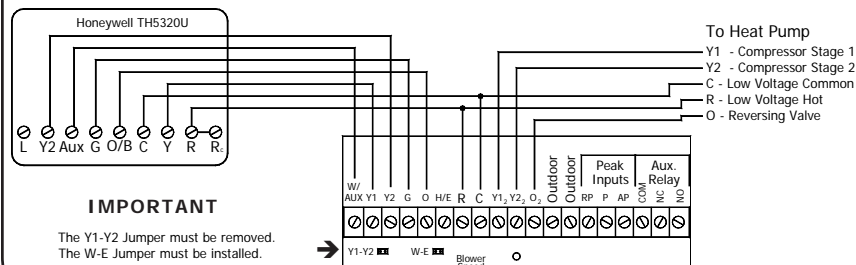 Honeywell TH5320U
L Y2 Aux G O/B C Y R Rc
IMPORTANT
The Y1-Y2 Jumper must be removed.
The W-E Jumper must be installed.
To Heat Pump
Y1 - Compressor Stage 1
Y2 - Compressor Stage 2
C - Low Voltage Common
R - Low Voltage Hot
O - Reversing Valve
Peak Inputs
Aux. Relay
W/AUX Y1 Y2 G O H/E R C Y1₂ Y2₂ O₂ Outdoor Outdoor RP P AP COM NC NO
Y1-Y2 W-E Blower